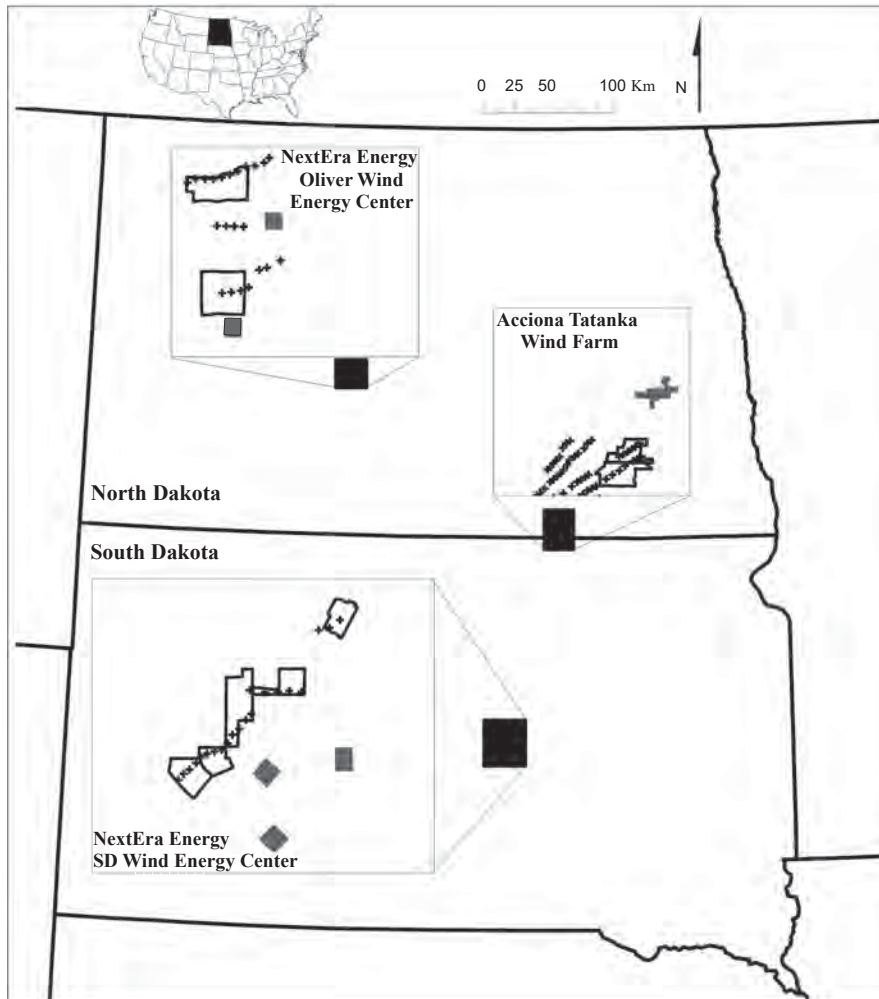 0 25 50 100 Km N
NextEra Energy
Oliver Wind
Energy Center
Acciona Tatanka
Wind Farm
North Dakota
South Dakota
NextEra Energy
SD Wind Energy Center